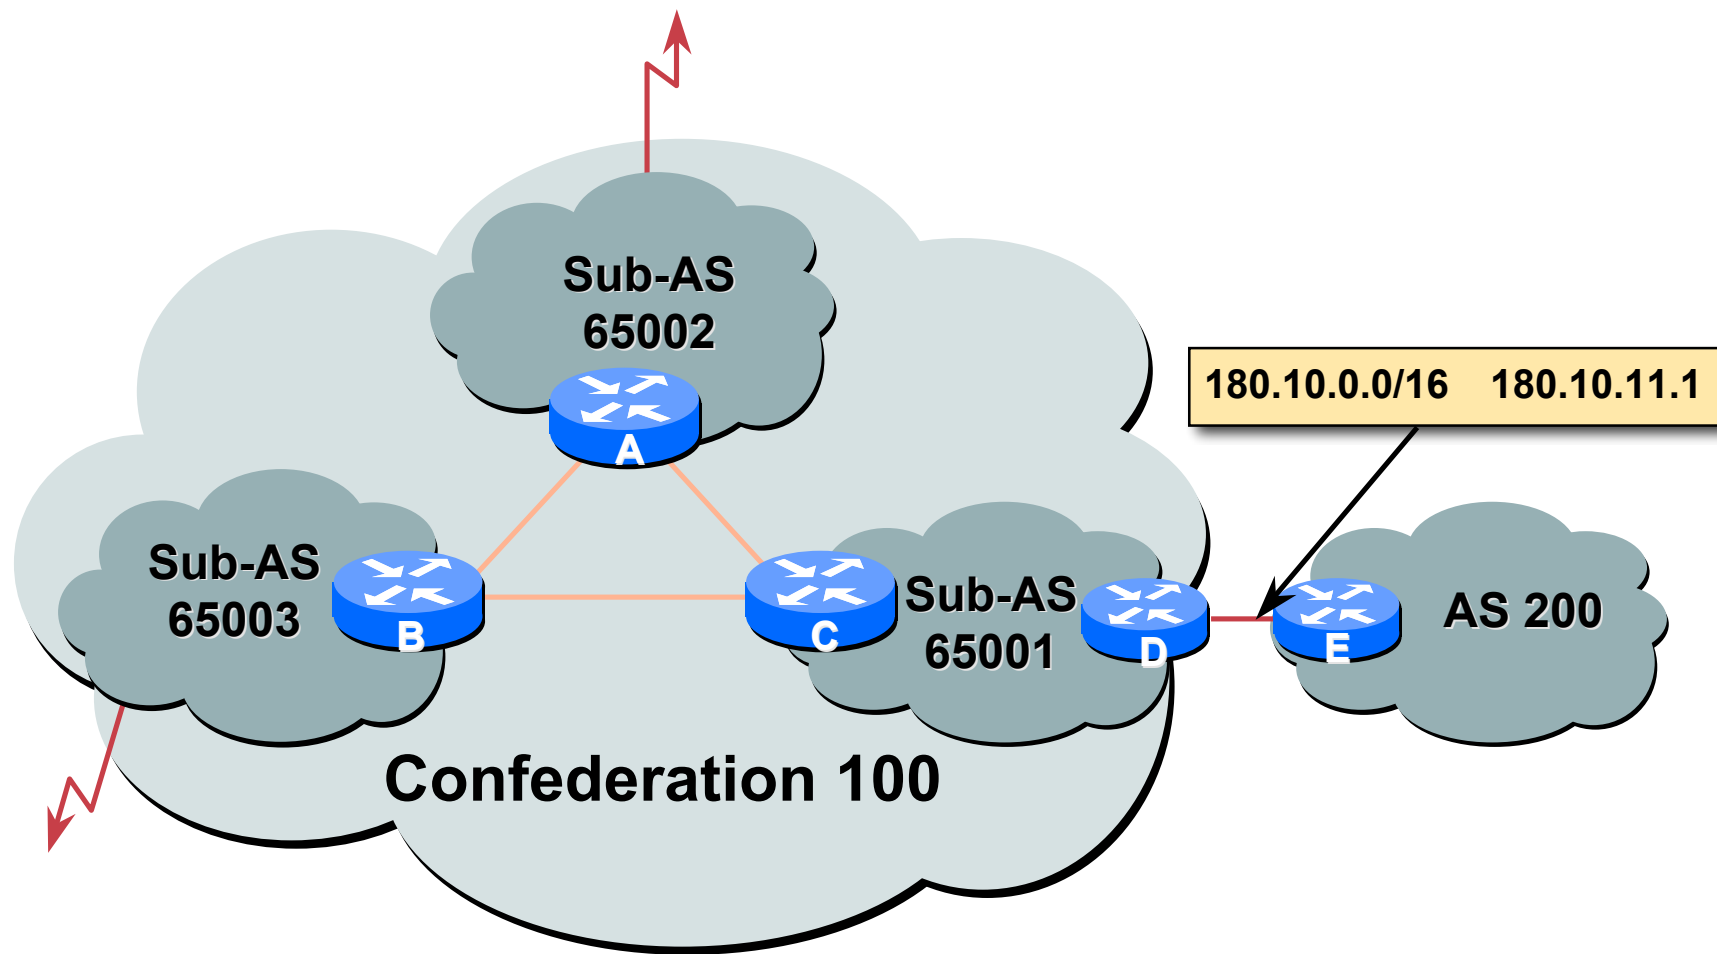 Sub-AS
65002
A
180.10.0.0/16 180.10.11.1
Sub-AS
65003
B
C
Sub-AS
65001
D
E
AS 200
Confederation 100